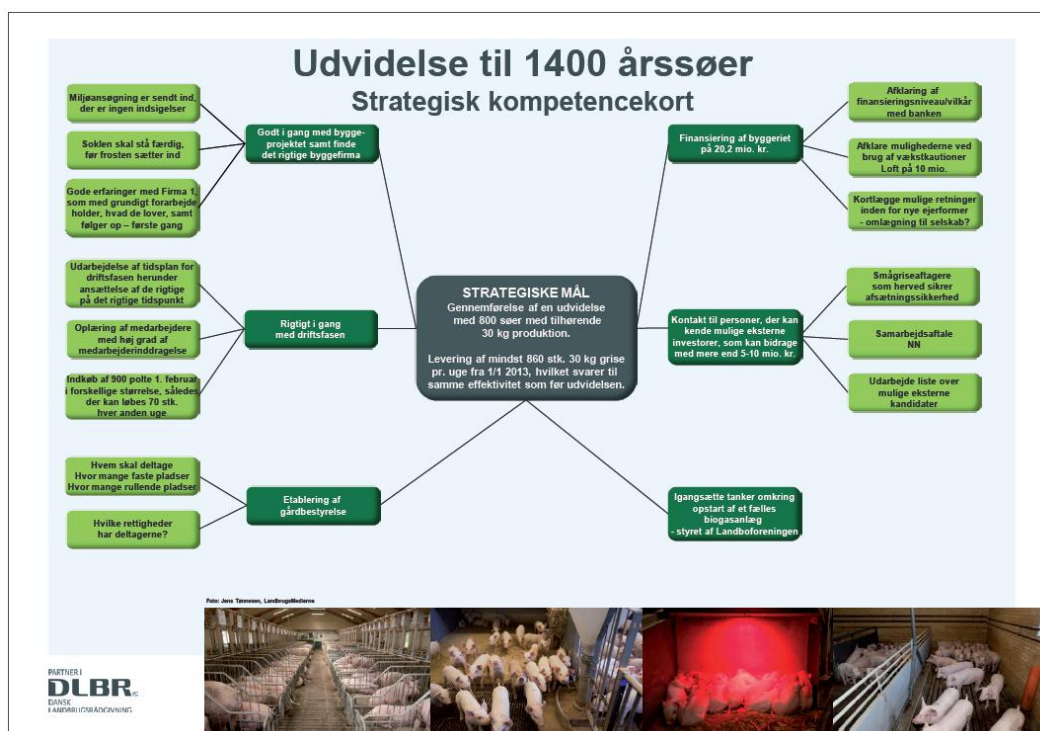 Udvidelse til 1400 årssøer
Strategisk kompetencekort
Miljøansøgning er sendt ind,
der er ingen indsigelser
Soklen skal stå færdig,
før frosten sætter ind
Gode erfaringer med Firma 1,
som med grundigt forarbejde
holder, hvad de lover, samt
følger op – første gang
Godt i gang med bygge-
projektet samt finde
det rigtige byggefirma
Udarbejdelse af tidsplan for
driftsfasen herunder
ansættelse af de rigtige
på det rigtige tidspunkt
Oplæring af medarbejdere
med høj grad af
medarbejderinddragelse
Indkøb af 900 polte 1. februar
i forskellige størrelse, således
der kan løbes 70 stk.
hver anden uge
Rigtigt i gang
med driftsfasen
Hvem skal deltage
Hvor mange faste pladser
Hvor mange rullende pladser
Hvilke rettigheder
har deltagerne?
Etablering af
gårdbestyrelse
STRATEGISKE MÅL
Gennemførelse af en udvidelse
med 800 søer med tilhørende
30 kg produktion.
Levering af mindst 860 stk. 30 kg grise
pr. uge fra 1/1 2013, hvilket svarer til
samme effektivitet som før udvidelsen.
Finansiering af byggeriet
på 20,2 mio. kr.
Afklaring af
finansieringsniveau/vilkår
med banken
Afklare mulighederne ved
brug af vækstkautioner
Loft på 10 mio.
Kortlægge mulige retninger
inden for nye ejerformer
- omlægning til selskab?
Kontakt til personer, der kan
kende mulige eksterne
investorer, som kan bidrage
med mere end 5-10 mio. kr.
Smågriseaftagere
som herved sikrer
afsætningssikkerhed
Samarbejdsaftale
NN
Udarbejde liste over
mulige eksterne
kandidater
Igangsætte tanker omkring
opstart af et fælles
biogasanlæg
- styret af Landboforeningen
Foto: Jens Tønnesen, LandbrugsMedierne
PARTNER I
DLBR
DANSK
LANDBRUGSRÅDGIVNING